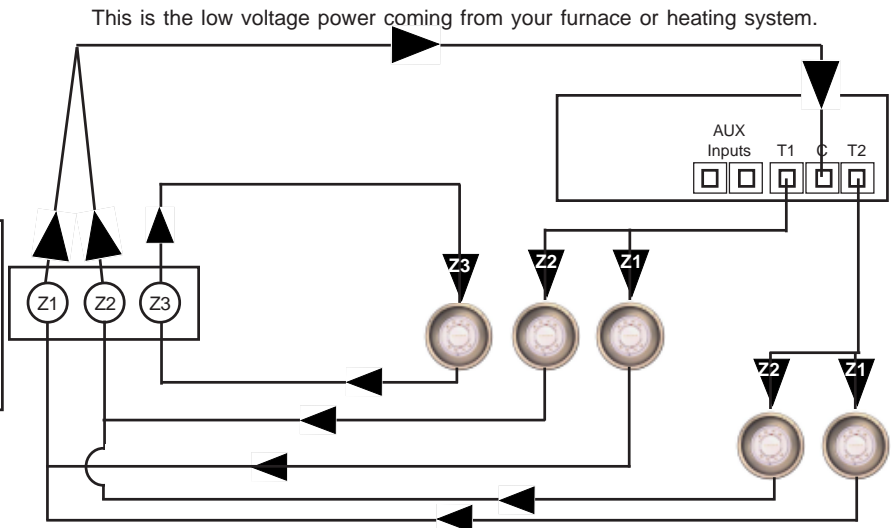 This is the low voltage power coming from your furnace or heating system.
AUX
Inputs T1 C T2
Z3 Z2 Z1
Z1 Z2 Z3
Z2 Z1